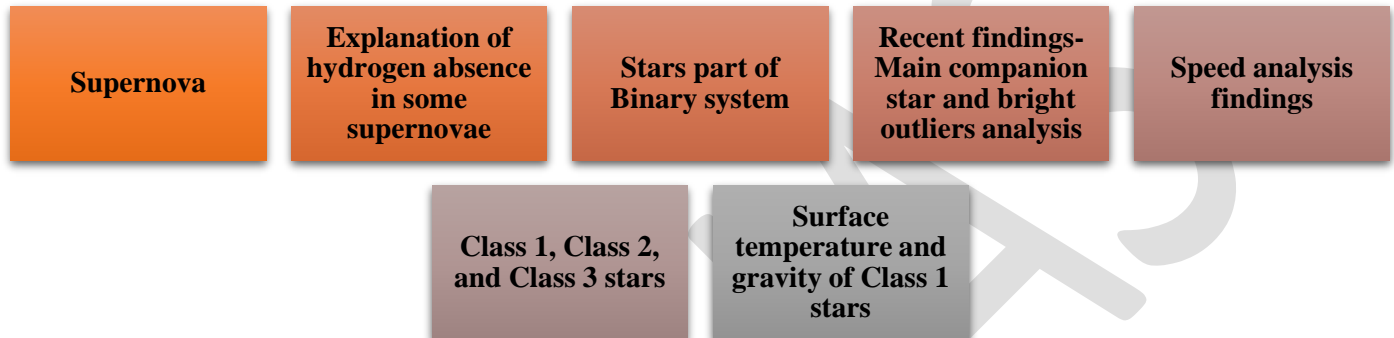 Supernova
Explanation of
hydrogen absence
in some
supernovae
Stars part of
Binary system
Recent findings-
Main companion
star and bright
outliers analysis
Speed analysis
findings
Class 1, Class 2,
and Class 3 stars
Surface
temperature and
gravity of Class 1
stars